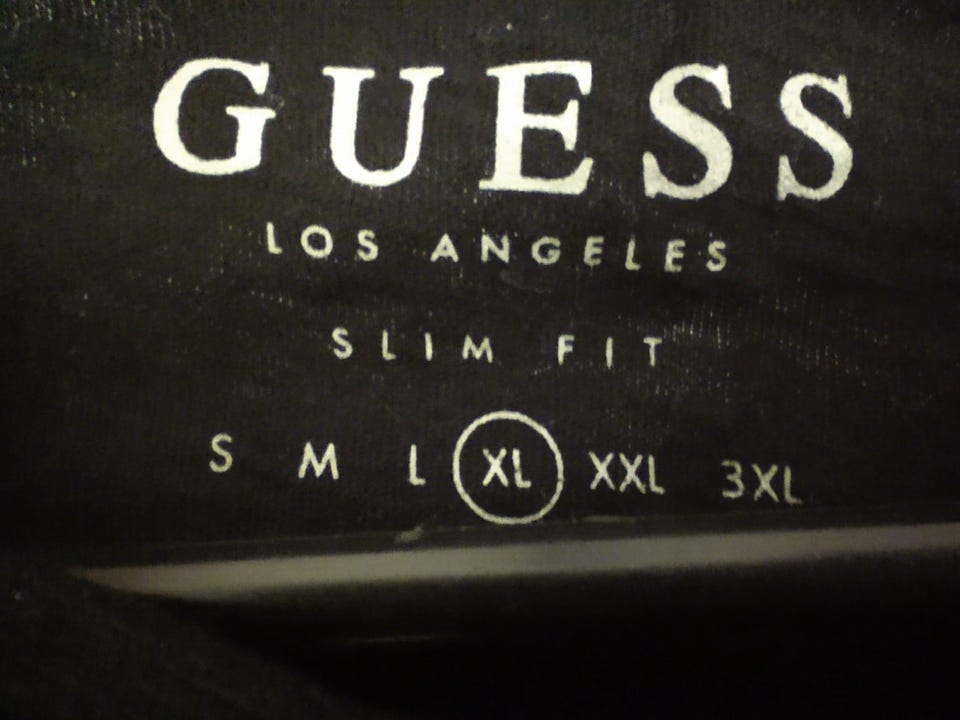 GUESS
LOS ANGELES
SLIM FIT
S M L XL XXL 3XL